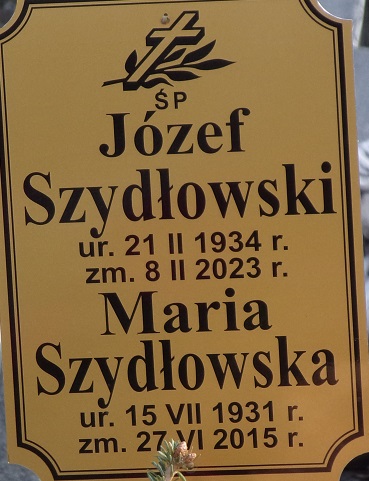 ŚP
Józef
Szydłowski
ur. 21 II 1934 r.
zm. 8 II 2023 r.
Maria
Szydłowska
ur. 15 VII 1931 r.
zm. 27 VI 2015 r.